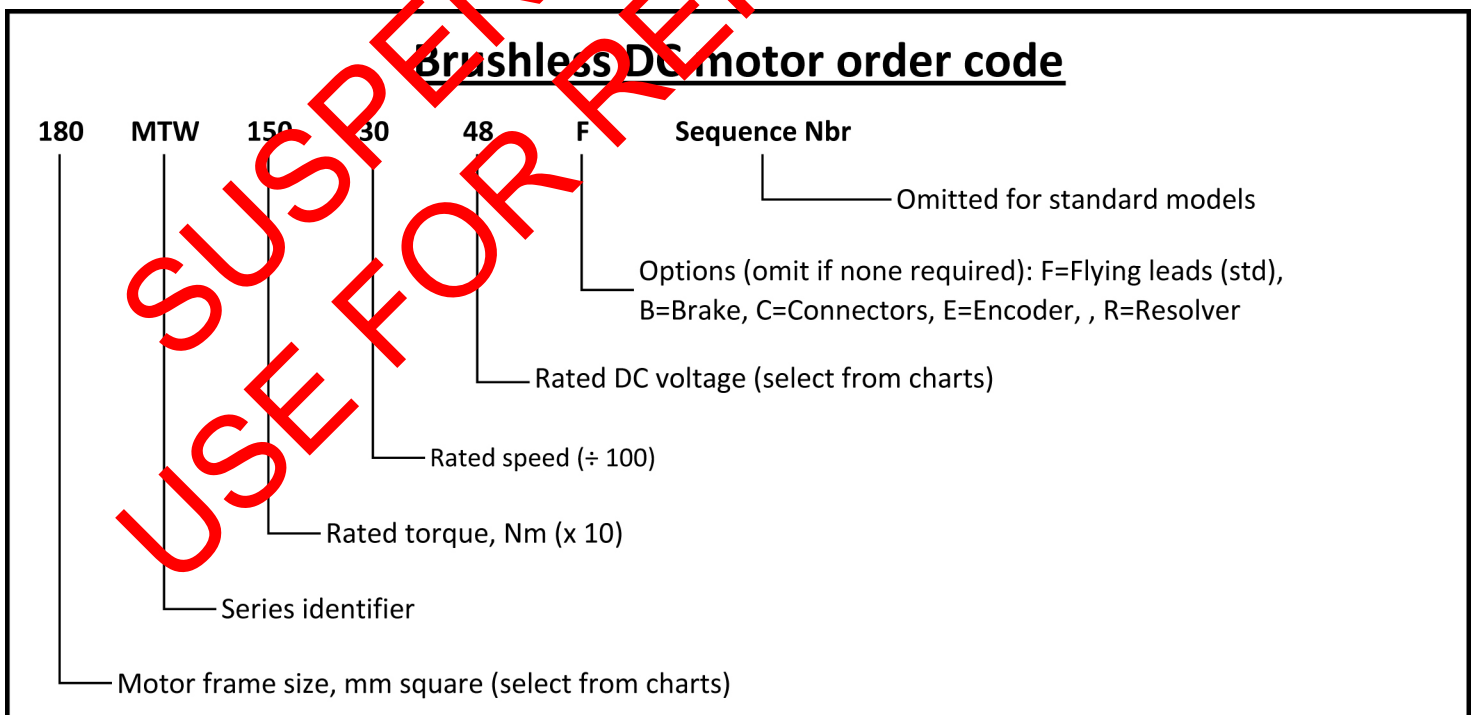 Brushless DC motor order code
180 MTW 150 30 48 F Sequence Nbr
Omitted for standard models
Options (omit if none required): F=Flying leads (std),
B=Brake, C=Connectors, E=Encoder, , R=Resolver
Rated DC voltage (select from charts)
Rated speed (÷ 100)
Rated torque, Nm (x 10)
Series identifier
Motor frame size, mm square (select from charts)
USE FOR